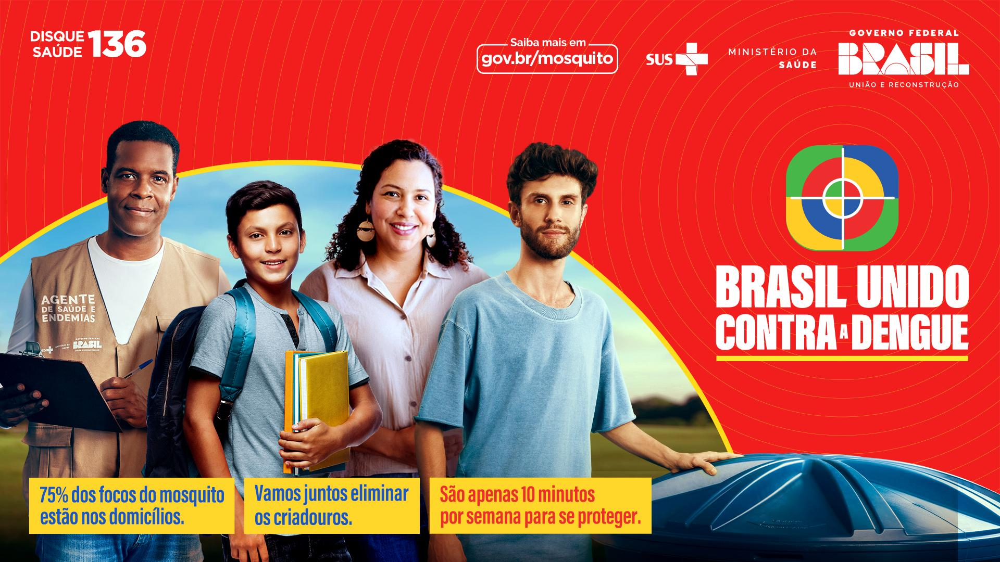 DISQUE
SAÚDE 136
Saiba mais em
gov.br/mosquito
SUS
MINISTÉRIO DA
SAÚDE
GOVERNO FEDERAL
BRASIL
UNIÃO E RECONSTRUÇÃO
BRASIL UNIDO
CONTRA A DENGUE
AGENTE
DE SAÚDE E
ENDEMIAS
SUS
MINISTÉRIO DA
SAÚDE
GOVERNO FEDERAL
BRASIL
UNIÃO E RECONSTRUÇÃO
75% dos focos do mosquito
estão nos domicílios.
Vamos juntos eliminar
os criadouros.
São apenas 10 minutos
por semana para se proteger.